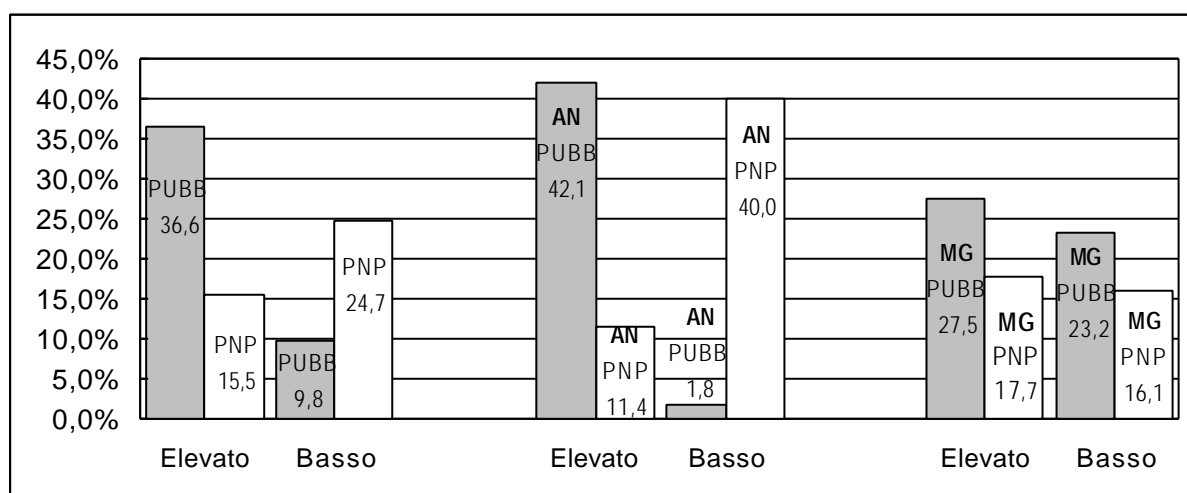 45,0%
40,0%
35,0%
30,0%
25,0%
20,0%
15,0%
10,0%
5,0%
0,0%
PUBB
36,6
PNP
15,5
PUBB
9,8
PNP
24,7
AN
PUBB
42,1
AN
PNP
11,4
AN
PUBB
1,8
AN
PNP
40,0
MG
PUBB
27,5
MG
PNP
17,7
MG
PUBB
23,2
MG
PNP
16,1
Elevato Basso Elevato Basso Elevato Basso